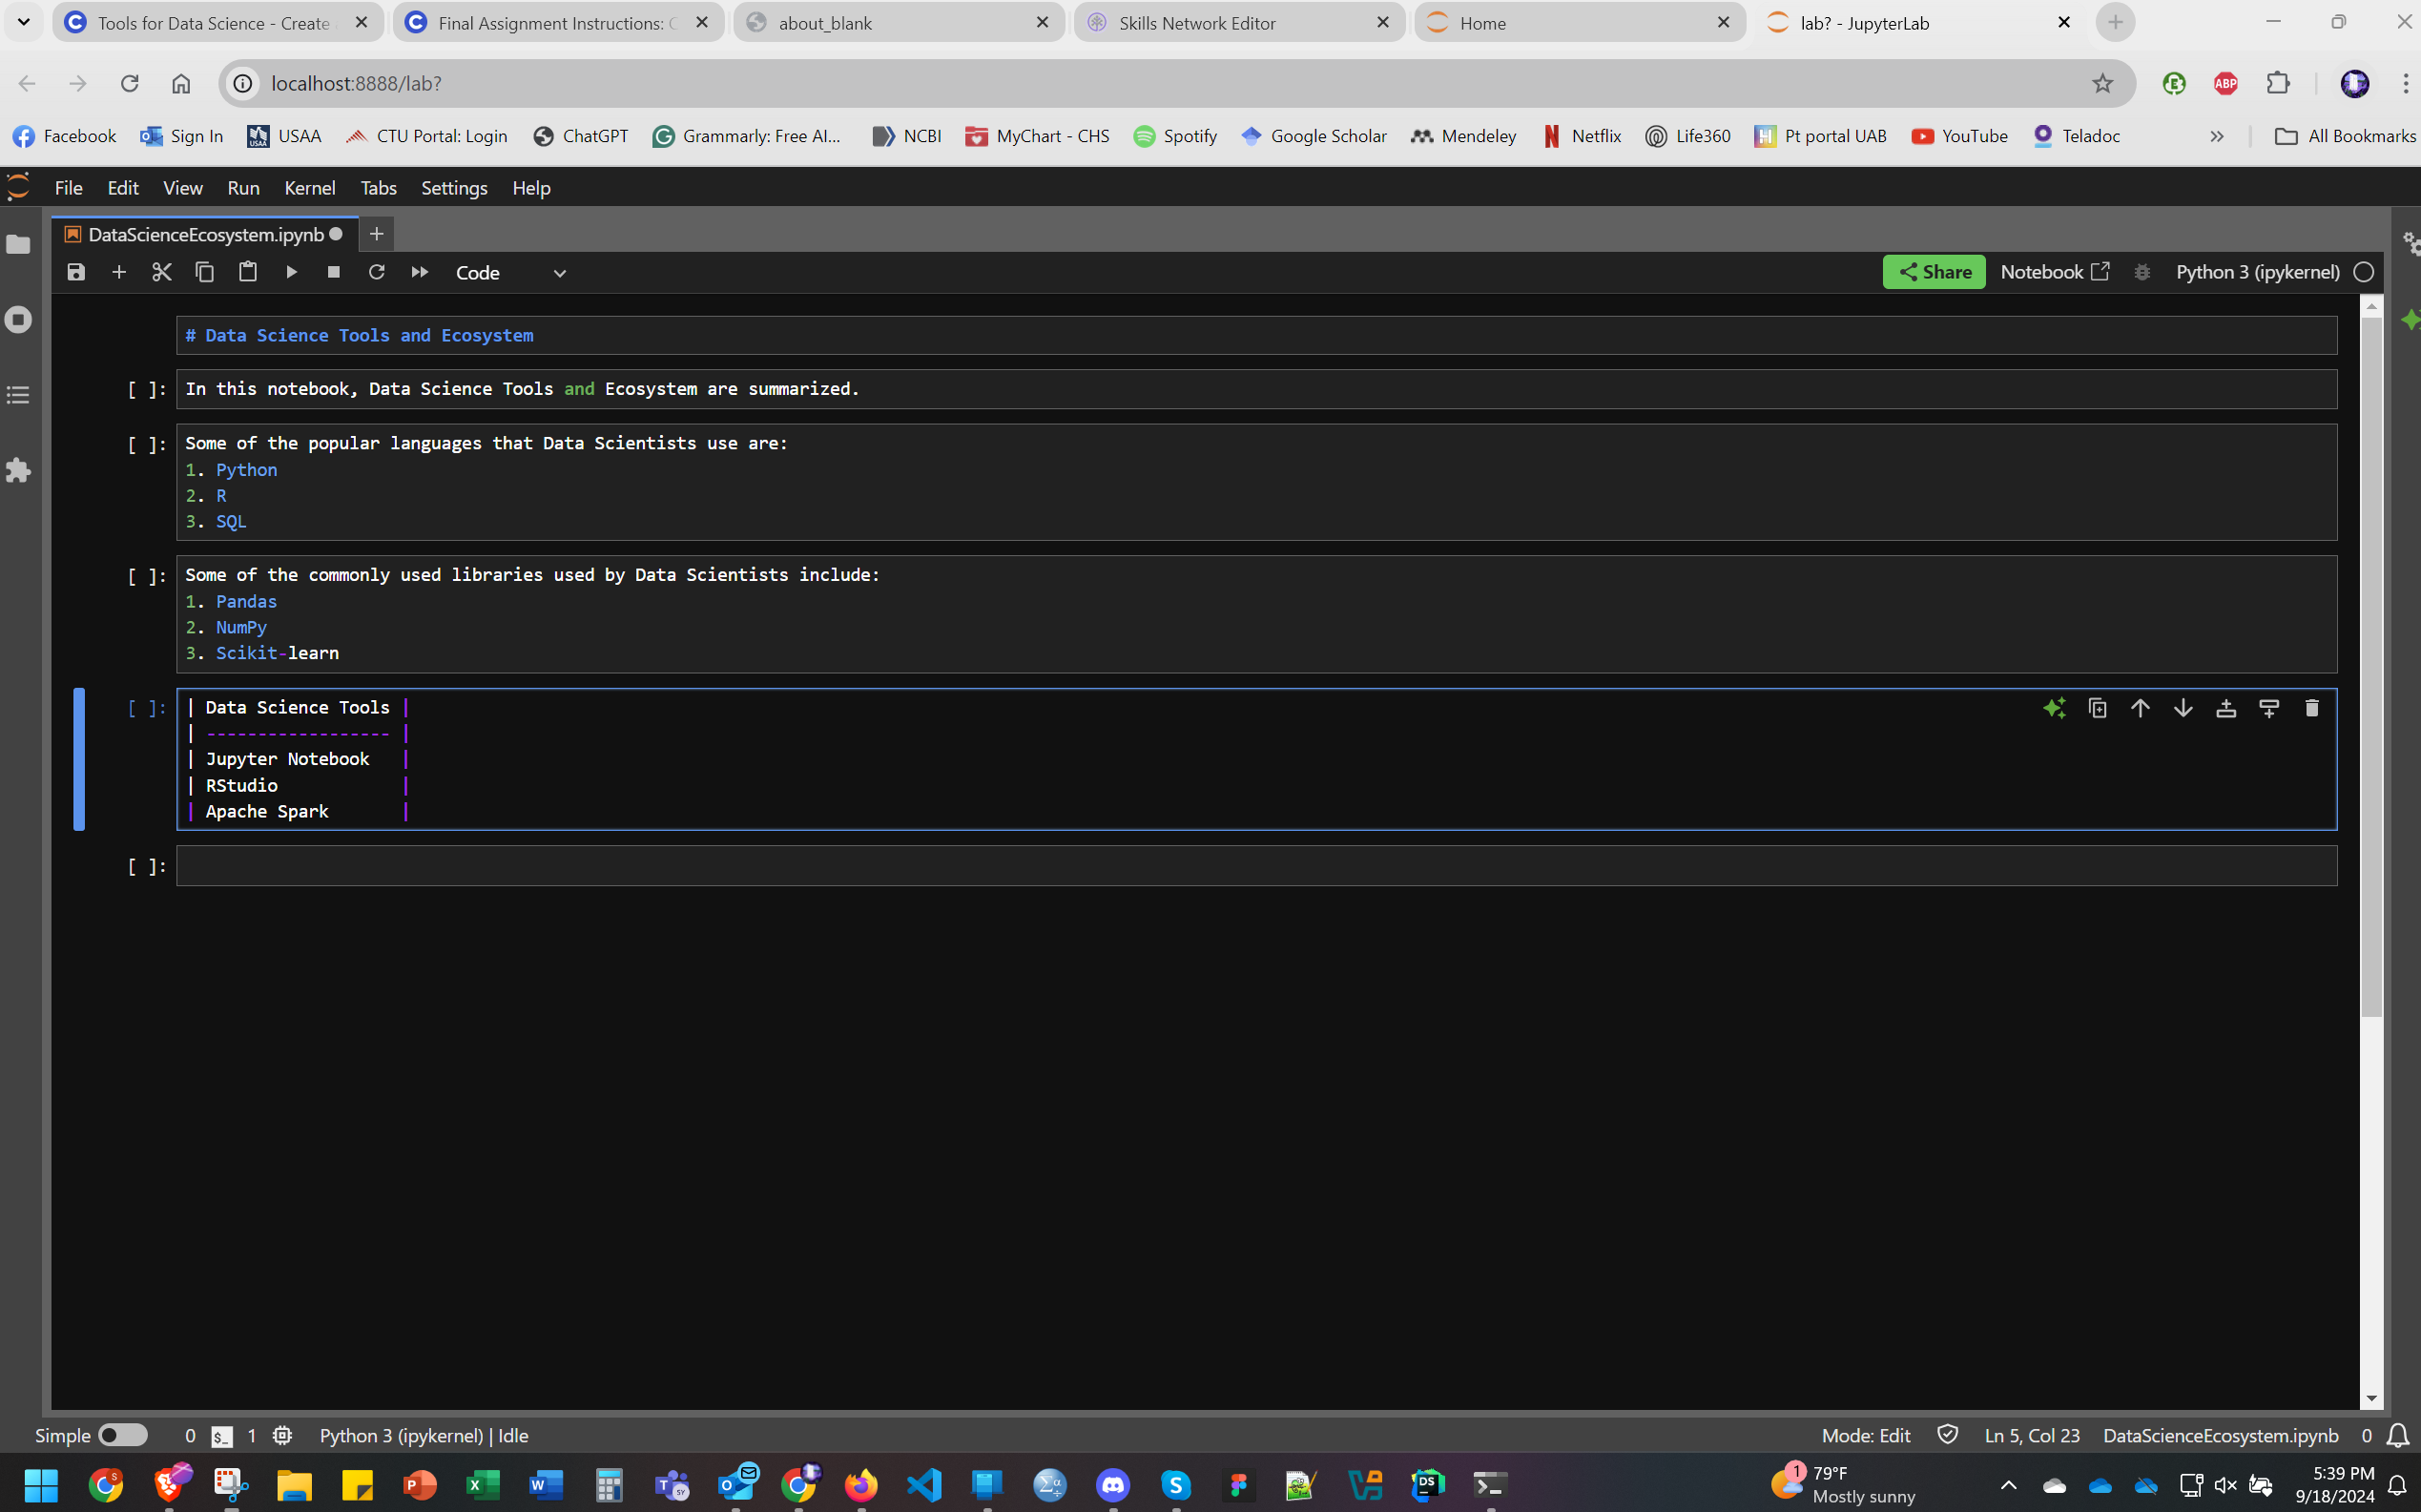 Tools for Data Science - Create
Final Assignment Instructions: C
about_blank
Skills Network Editor
Home
lab? - JupyterLab
localhost:8888/lab?
ABP
Facebook
Sign In
USAA
CTU Portal: Login
ChatGPT
Grammarly: Free AI...
NCBI
MyChart - CHS
Spotify
Google Scholar
Mendeley
Netflix
Life360
Pt portal UAB
YouTube
Teladoc
All Bookmarks
File Edit View Run Kernel Tabs Settings Help
DataScienceEcosystem.ipynb
Code
Share
Notebook
Python 3 (ipykernel)
# Data Science Tools and Ecosystem
[ ]: In this notebook, Data Science Tools and Ecosystem are summarized.
[ ]: Some of the popular languages that Data Scientists use are:
1. Python
2. R
3. SQL
[ ]: Some of the commonly used libraries used by Data Scientists include:
1. Pandas
2. NumPy
3. Scikit-learn
[ ]: | Data Science Tools |
| ------------------ |
| Jupyter Notebook |
| RStudio |
| Apache Spark |
[ ]:
Simple 0 $_ 1 Python 3 (ipykernel) | Idle
Mode: Edit Ln 5, Col 23 DataScienceEcosystem.ipynb 0
1
79°F
Mostly sunny
5:39 PM
9/18/2024